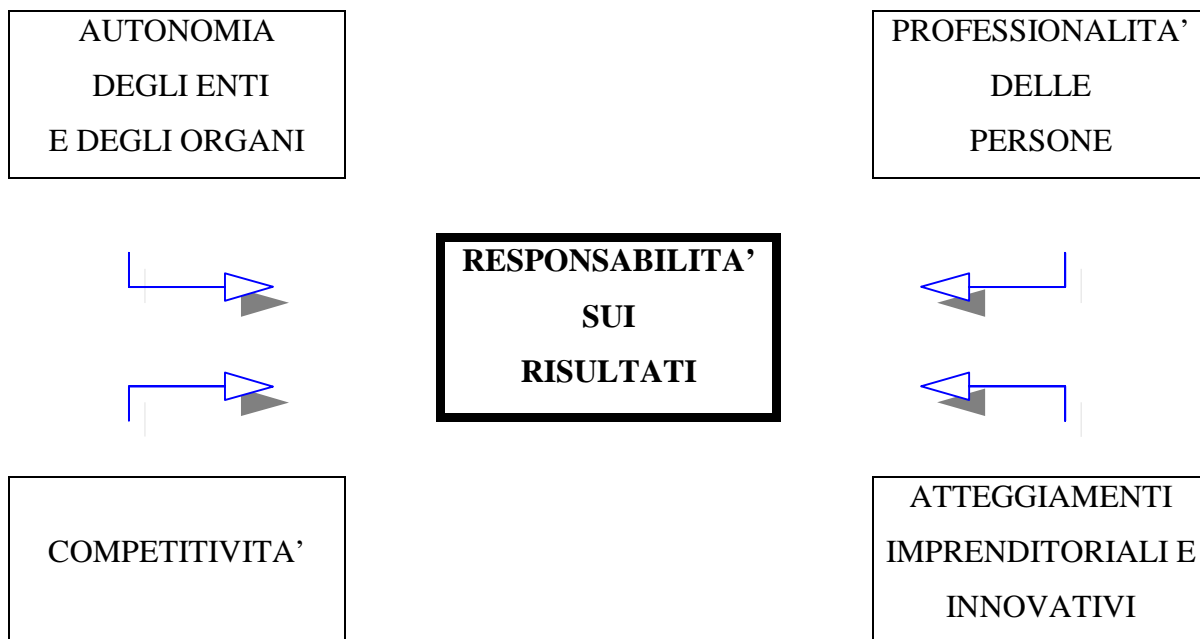 AUTONOMIA
DEGLI ENTI
E DEGLI ORGANI
PROFESSIONALITA’
DELLE
PERSONE
RESPONSABILITA’
SUI
RISULTATI
COMPETITIVITA’
ATTEGGIAMENTI
IMPRENDITORIALI E
INNOVATIVI